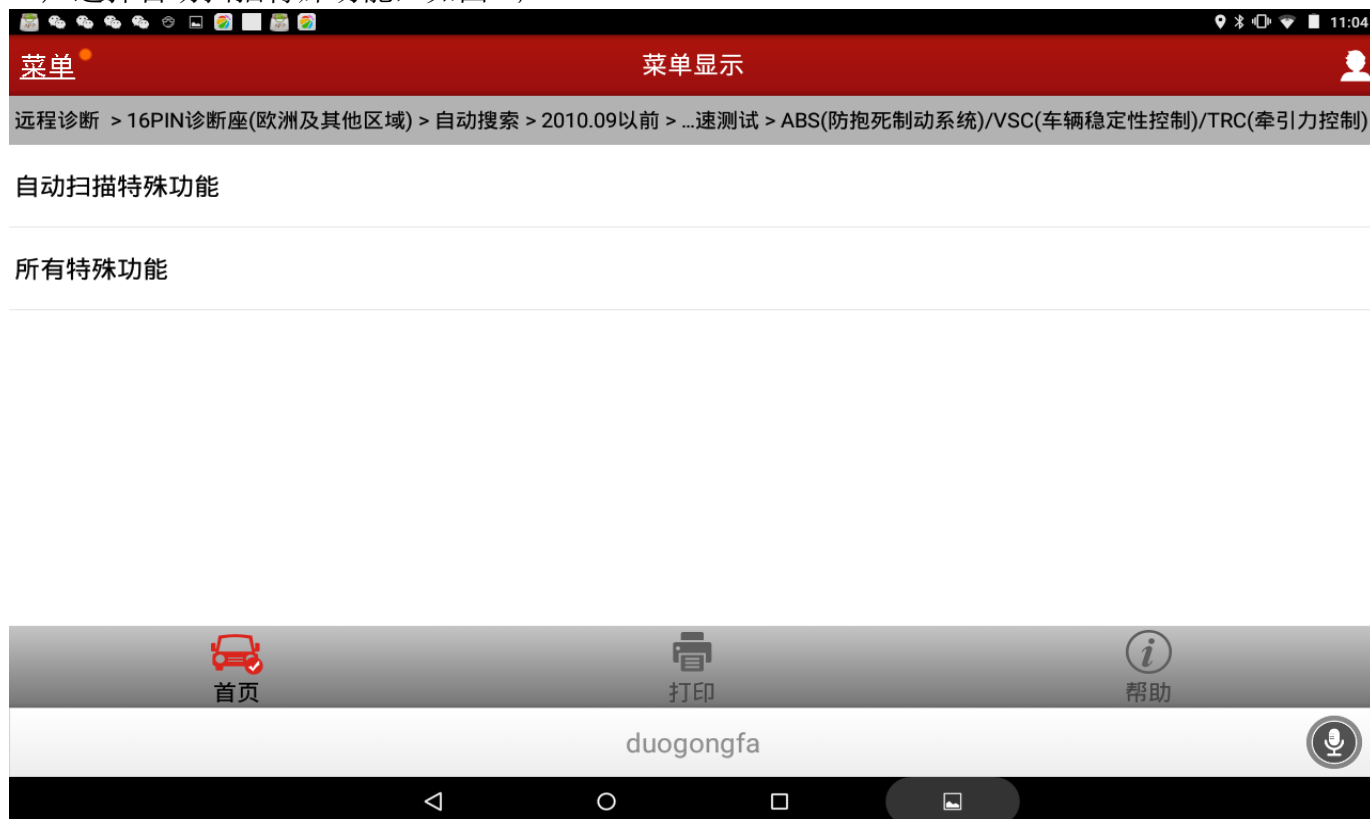 11:04
菜单
菜单显示
远程诊断 > 16PIN诊断座(欧洲及其他区域) > 自动搜索 > 2010.09以前 > ...速测试 > ABS(防抱死制动系统)/VSC(车辆稳定性控制)/TRC(牵引力控制)
自动扫描特殊功能
所有特殊功能
首页
打印
帮助
duogongfa